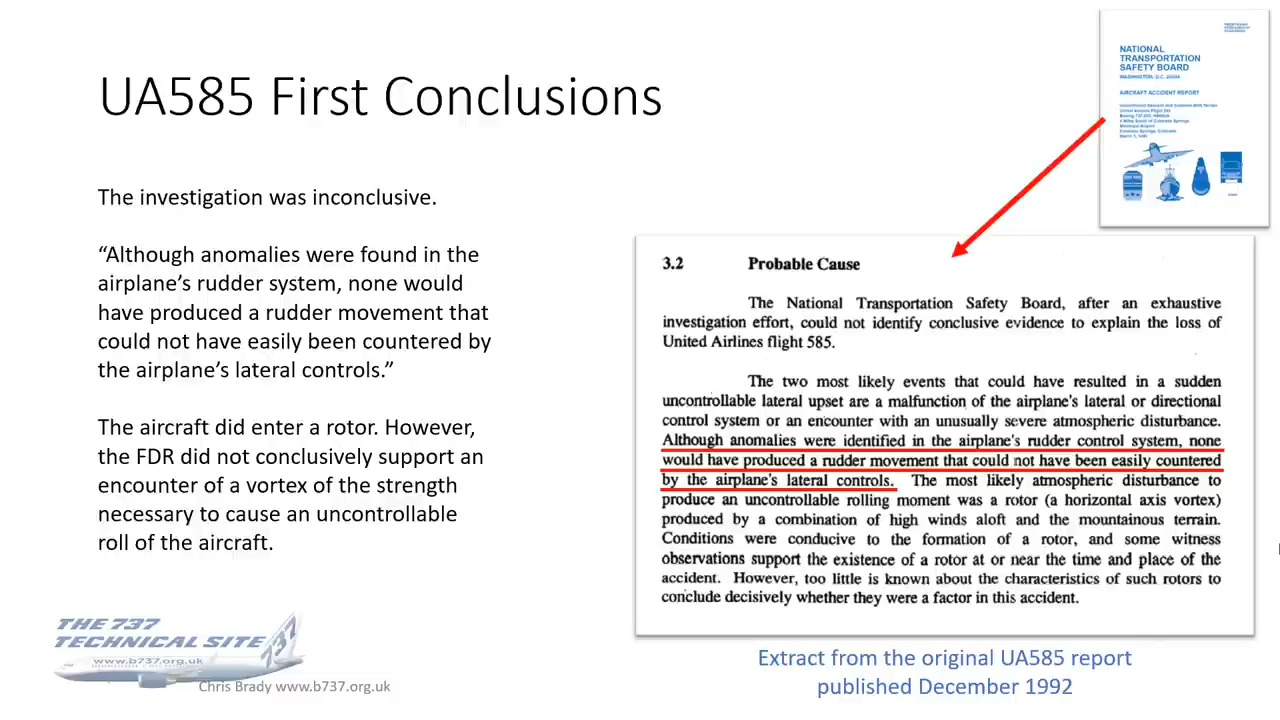 UA585 First Conclusions
The investigation was inconclusive.
“Although anomalies were found in the
airplane’s rudder system, none would
have produced a rudder movement that
could not have easily been countered by
the airplane’s lateral controls.”
The aircraft did enter a rotor. However,
the FDR did not conclusively support an
encounter of a vortex of the strength
necessary to cause an uncontrollable
roll of the aircraft.
NATIONAL
TRANSPORTATION
SAFETY BOARD
WASHINGTON, D.C. 20594
AIRCRAFT ACCIDENT REPORT
3.2 Probable Cause
The National Transportation Safety Board, after an exhaustive
investigation effort, could not identify conclusive evidence to explain the loss of
United Airlines flight 585.
The two most likely events that could have resulted in a sudden
uncontrollable lateral upset are a malfunction of the airplane's lateral or directional
control system or an encounter with an unusually severe atmospheric disturbance.
Although anomalies were identified in the airplane's rudder control system, none
would have produced a rudder movement that could not have been easily countered
by the airplane's lateral controls. The most likely atmospheric disturbance to
produce an uncontrollable rolling moment was a rotor (a horizontal axis vortex)
produced by a combination of high winds aloft and the mountainous terrain.
Conditions were conducive to the formation of a rotor, and some witness
observations support the existence of a rotor at or near the time and place of the
accident. However, too little is known about the characteristics of such rotors to
conclude decisively whether they were a factor in this accident.
Extract from the original UA585 report
published December 1992
THE 737
TECHNICAL SITE
737
www.b737.org.uk
Chris Brady www.b737.org.uk